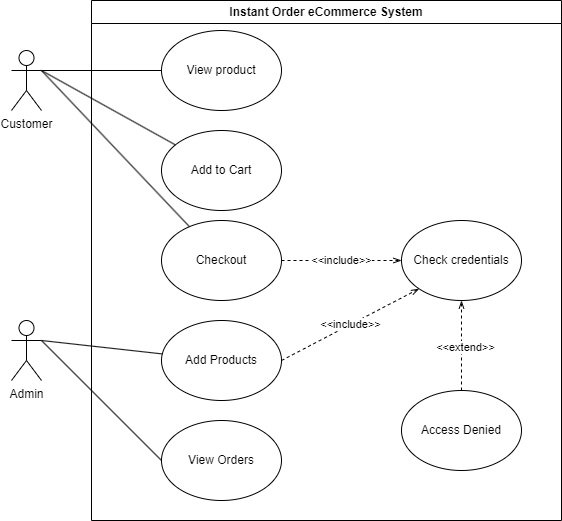 Instant Order eCommerce System
View product
Customer
Add to Cart
Checkout
<<include>>
Check credentials
<<include>>
Admin
Add Products
<<extend>>
View Orders
Access Denied